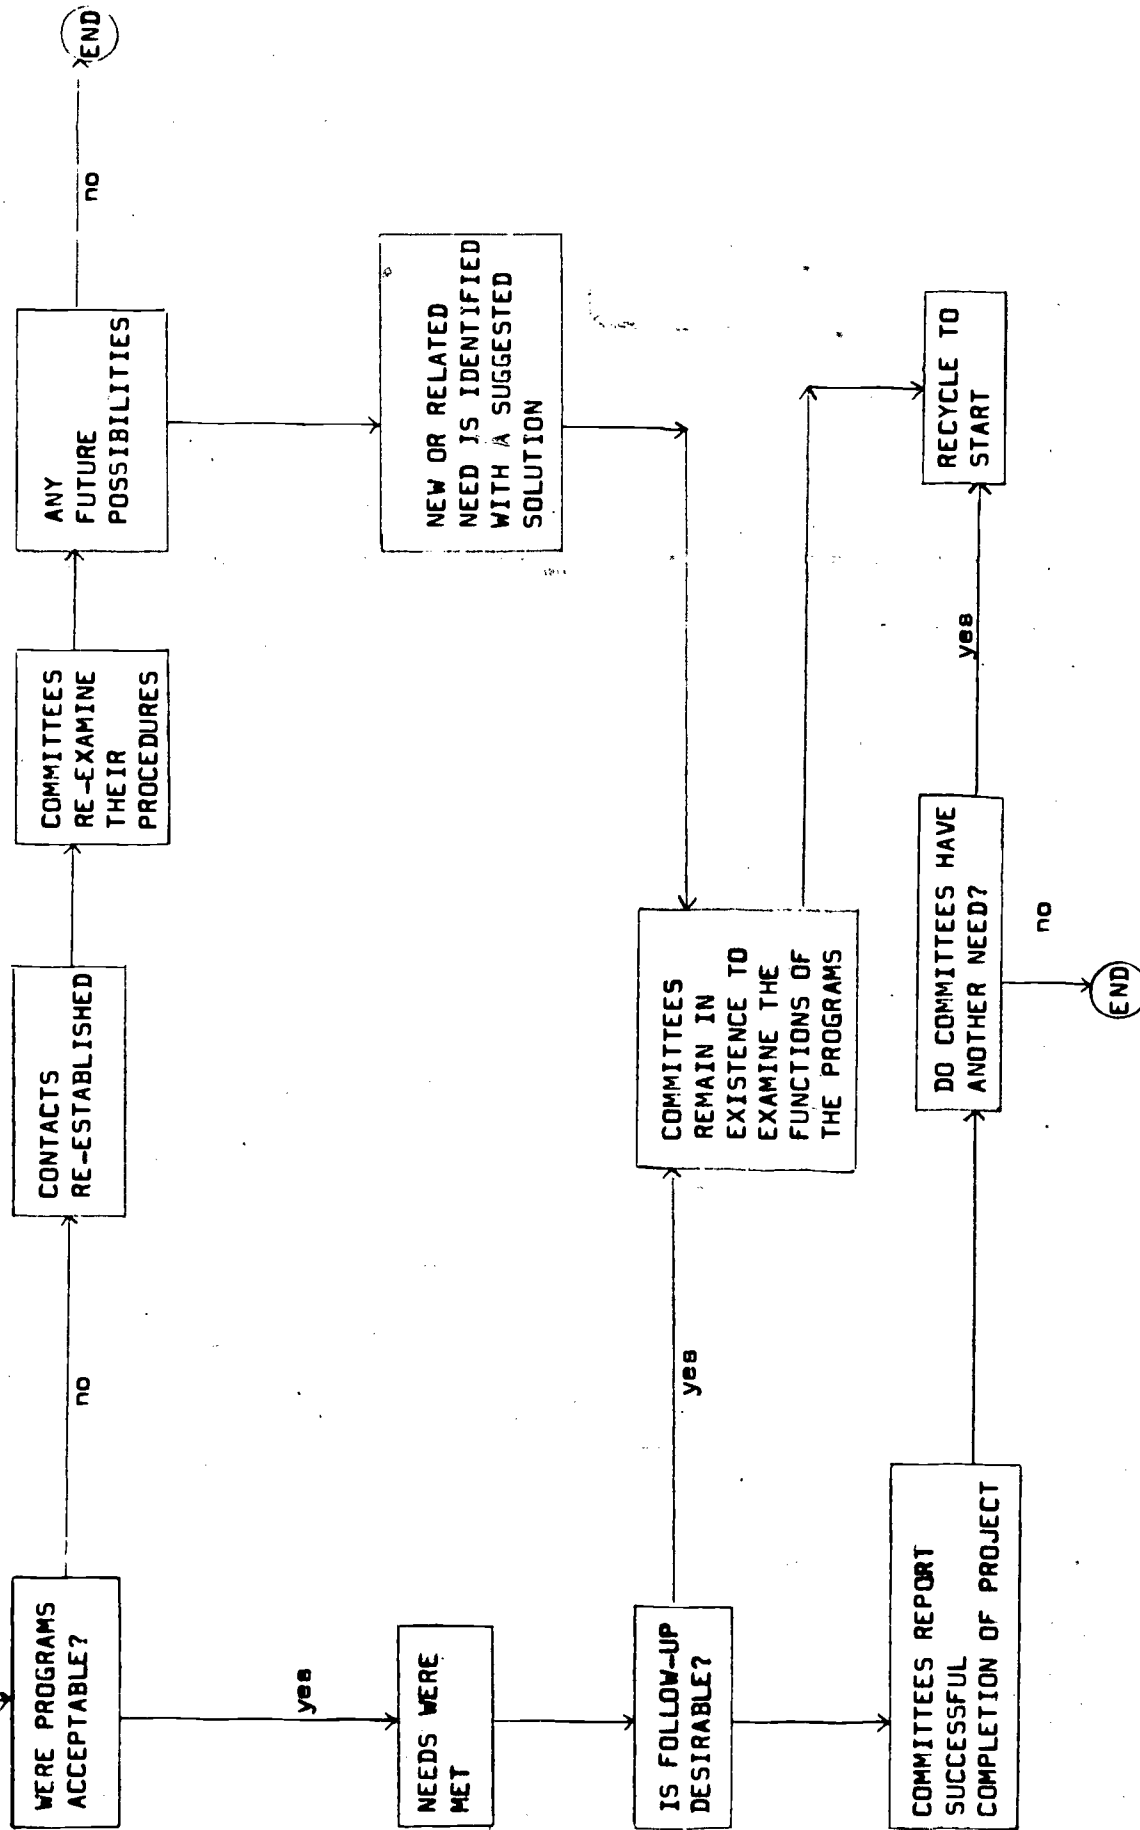 WERE PROGRAMS
ACCEPTABLE?
no
CONTACTS
RE-ESTABLISHED
COMMITTEES
RE-EXAMINE
THEIR
PROCEDURES
ANY
FUTURE
POSSIBILITIES
no
END
yes
NEEDS WERE
MET
NEW OR RELATED
NEED IS IDENTIFIED
WITH A SUGGESTED
SOLUTION
IS FOLLOW-UP
DESIRABLE?
yes
COMMITTEES
REMAIN IN
EXISTENCE TO
EXAMINE THE
FUNCTIONS OF
THE PROGRAMS
COMMITTEES REPORT
SUCCESSFUL
COMPLETION OF PROJECT
DO COMMITTEES HAVE
ANOTHER NEED?
yes
RECYCLE TO
START
no
END